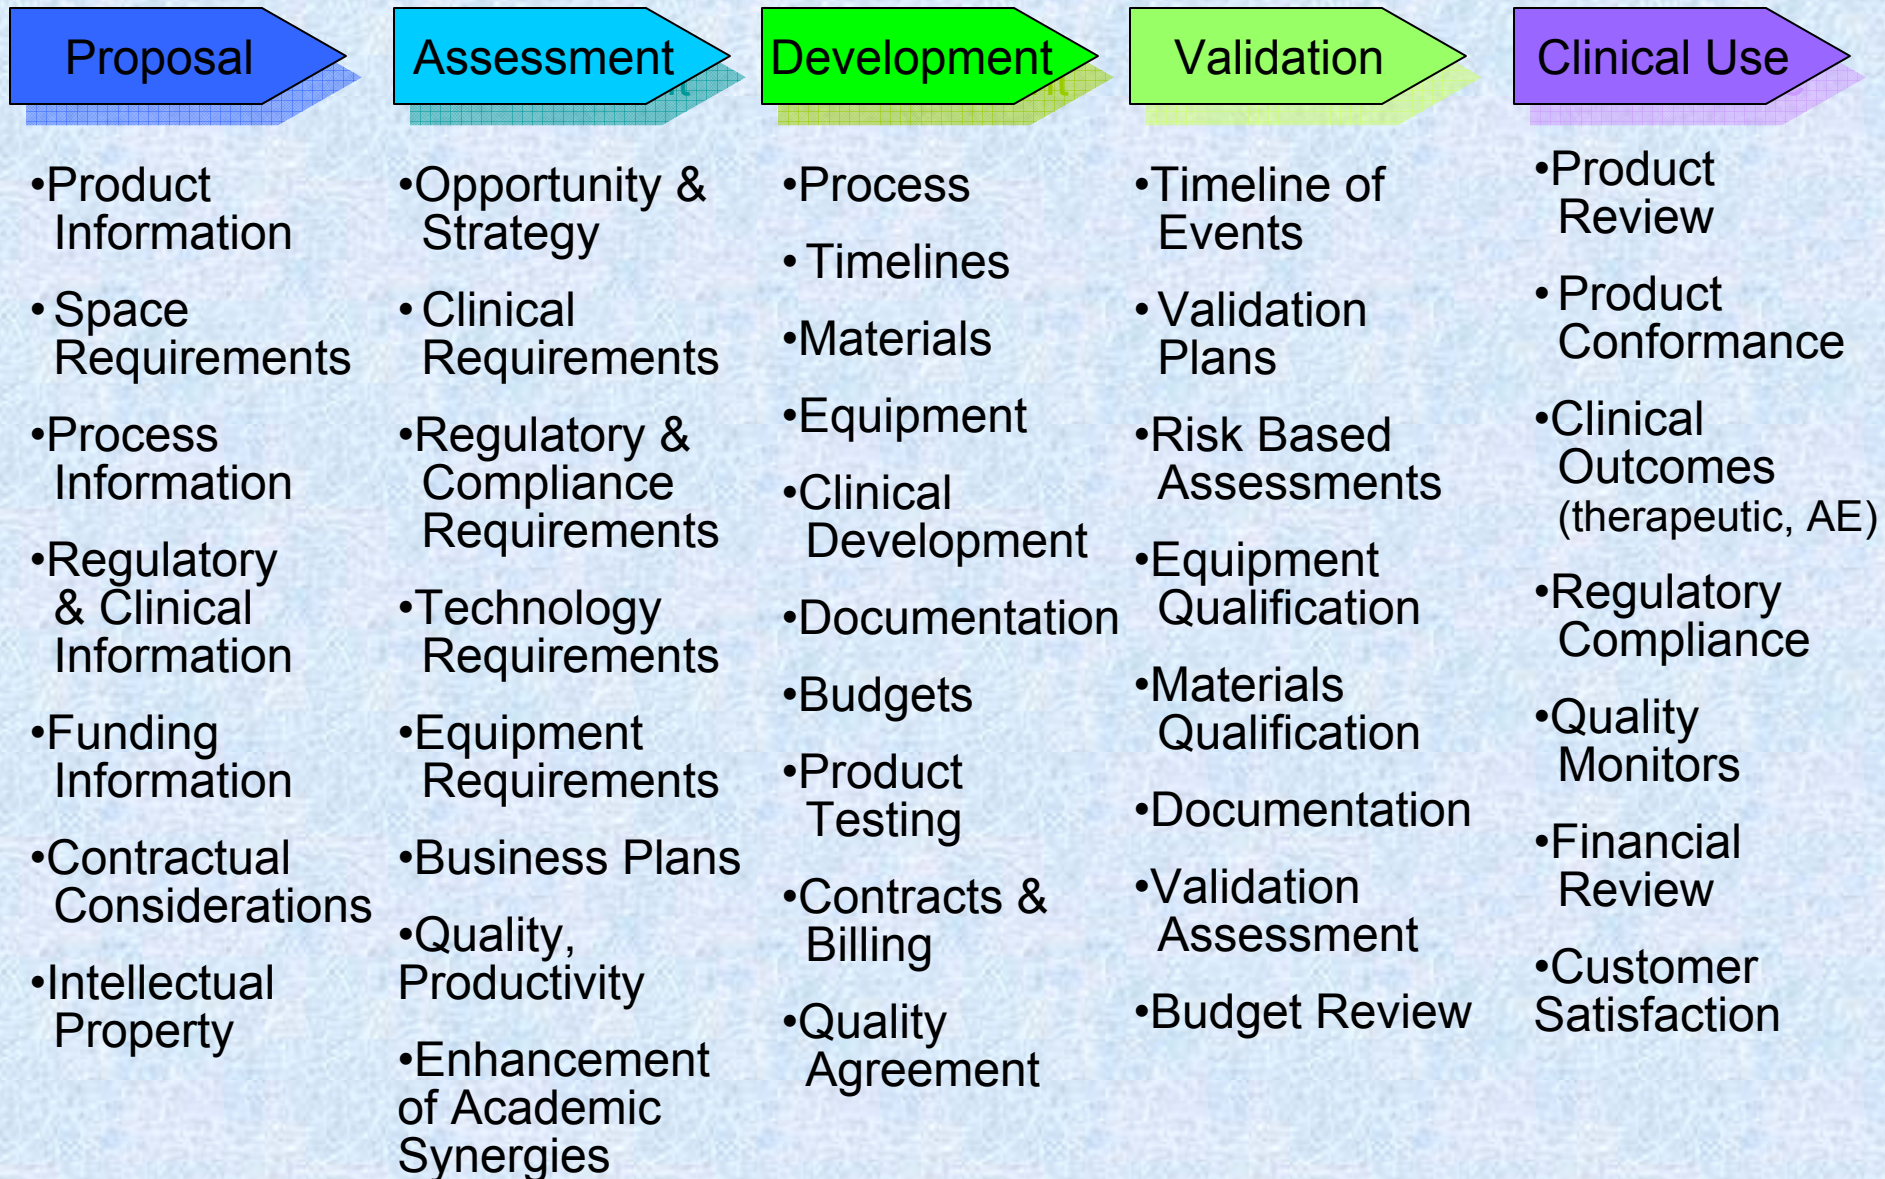 Proposal
Assessment
Development
Validation
Clinical Use
•Product
Information
• Space
Requirements
•Process
Information
•Regulatory
& Clinical
Information
•Funding
Information
•Contractual
Considerations
•Intellectual
Property
•Opportunity &
Strategy
• Clinical
Requirements
•Regulatory &
Compliance
Requirements
•Technology
Requirements
•Equipment
Requirements
•Business Plans
•Quality,
Productivity
•Enhancement
of Academic
Synergies
•Process
• Timelines
•Materials
•Equipment
•Clinical
Development
•Documentation
•Budgets
•Product
Testing
•Contracts &
Billing
•Quality
Agreement
•Timeline of
Events
• Validation
Plans
•Risk Based
Assessments
•Equipment
Qualification
•Materials
Qualification
•Documentation
•Validation
Assessment
•Budget Review
•Product
Review
• Product
Conformance
•Clinical
Outcomes
(therapeutic, AE)
•Regulatory
Compliance
•Quality
Monitors
•Financial
Review
•Customer
Satisfaction